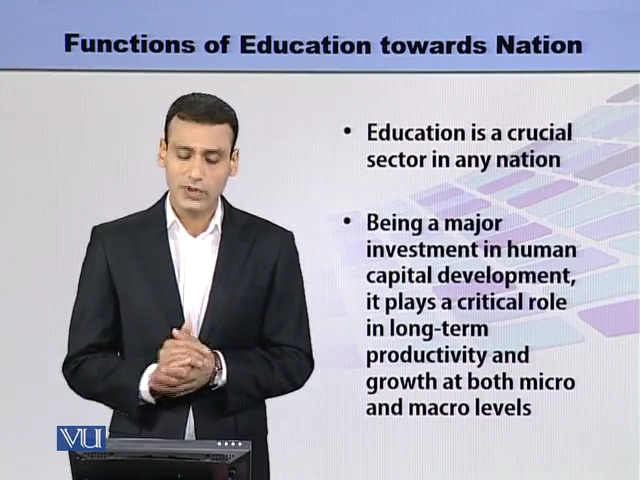 Functions of Education towards Nation
• Education is a crucial
sector in any nation
• Being a major
investment in human
capital development,
it plays a critical role
in long-term
productivity and
growth at both micro
and macro levels
VU